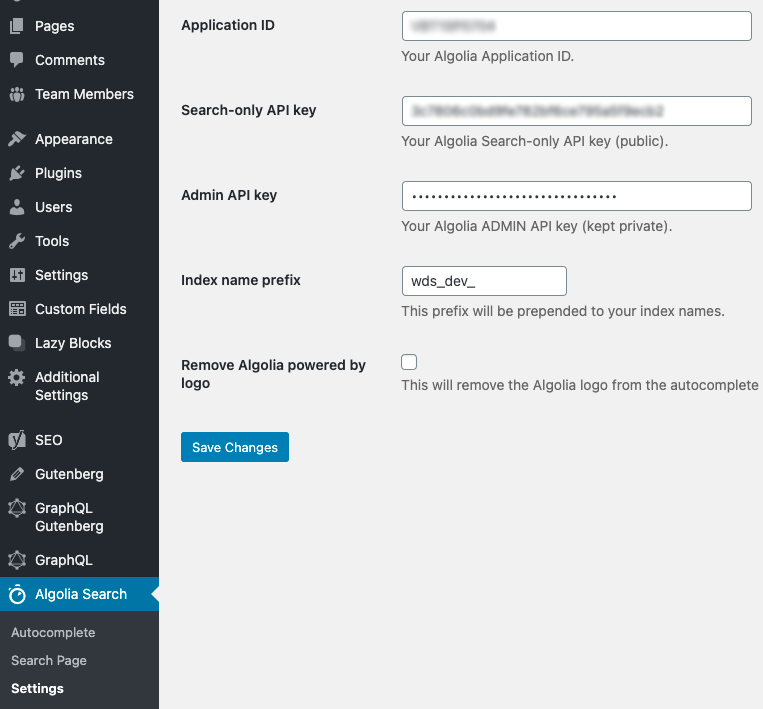 Pages
Comments
Team Members
Appearance
Plugins
Users
Tools
Settings
Custom Fields
Lazy Blocks
Additional
Settings
SEO
Gutenberg
GraphQL
Gutenberg
GraphQL
Algolia Search
Autocomplete
Search Page
Settings
Application ID
Your Algolia Application ID.
Search-only API key
Your Algolia Search-only API key (public).
Admin API key
••••••••••••••••••••••••••••••••
Your Algolia ADMIN API key (kept private).
Index name prefix
wds_dev_
This prefix will be prepended to your index names.
Remove Algolia powered by
logo
This will remove the Algolia logo from the autocomplete
Save Changes